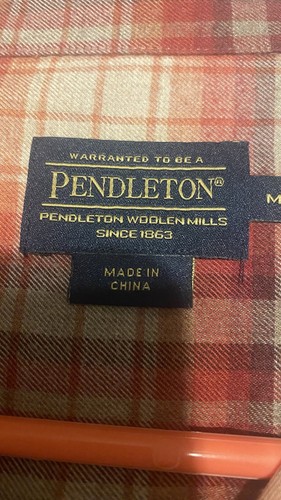 WARRANTED TO BE A
PENDLETON®
PENDLETON WOOLEN MILLS
SINCE 1863
M
MADE IN
CHINA